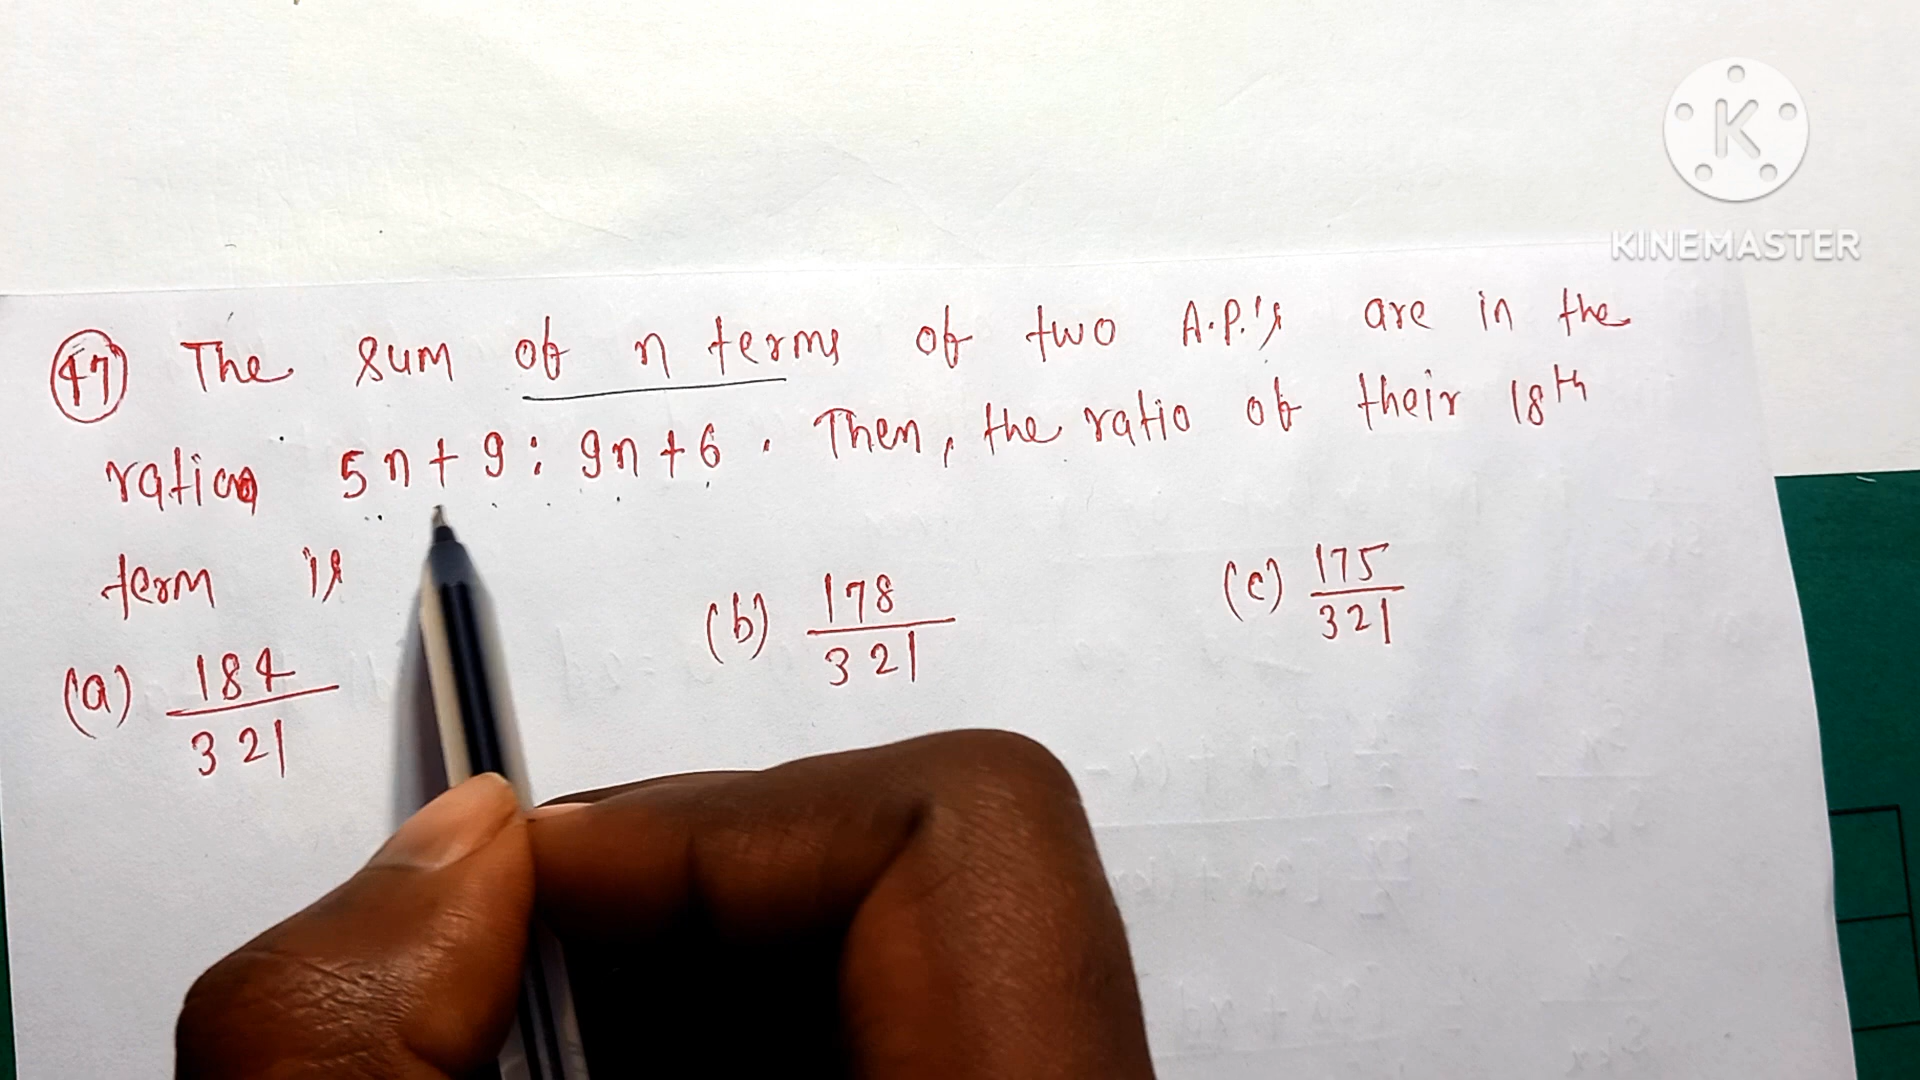 K
KINEMASTER
47 The sum of n terms of two A.P.'s are in the
ratio 5n+9 : 9n+6 . Then, the ratio of their 18th
term is
(a) 184/321 (b) 178/321 (c) 175/321